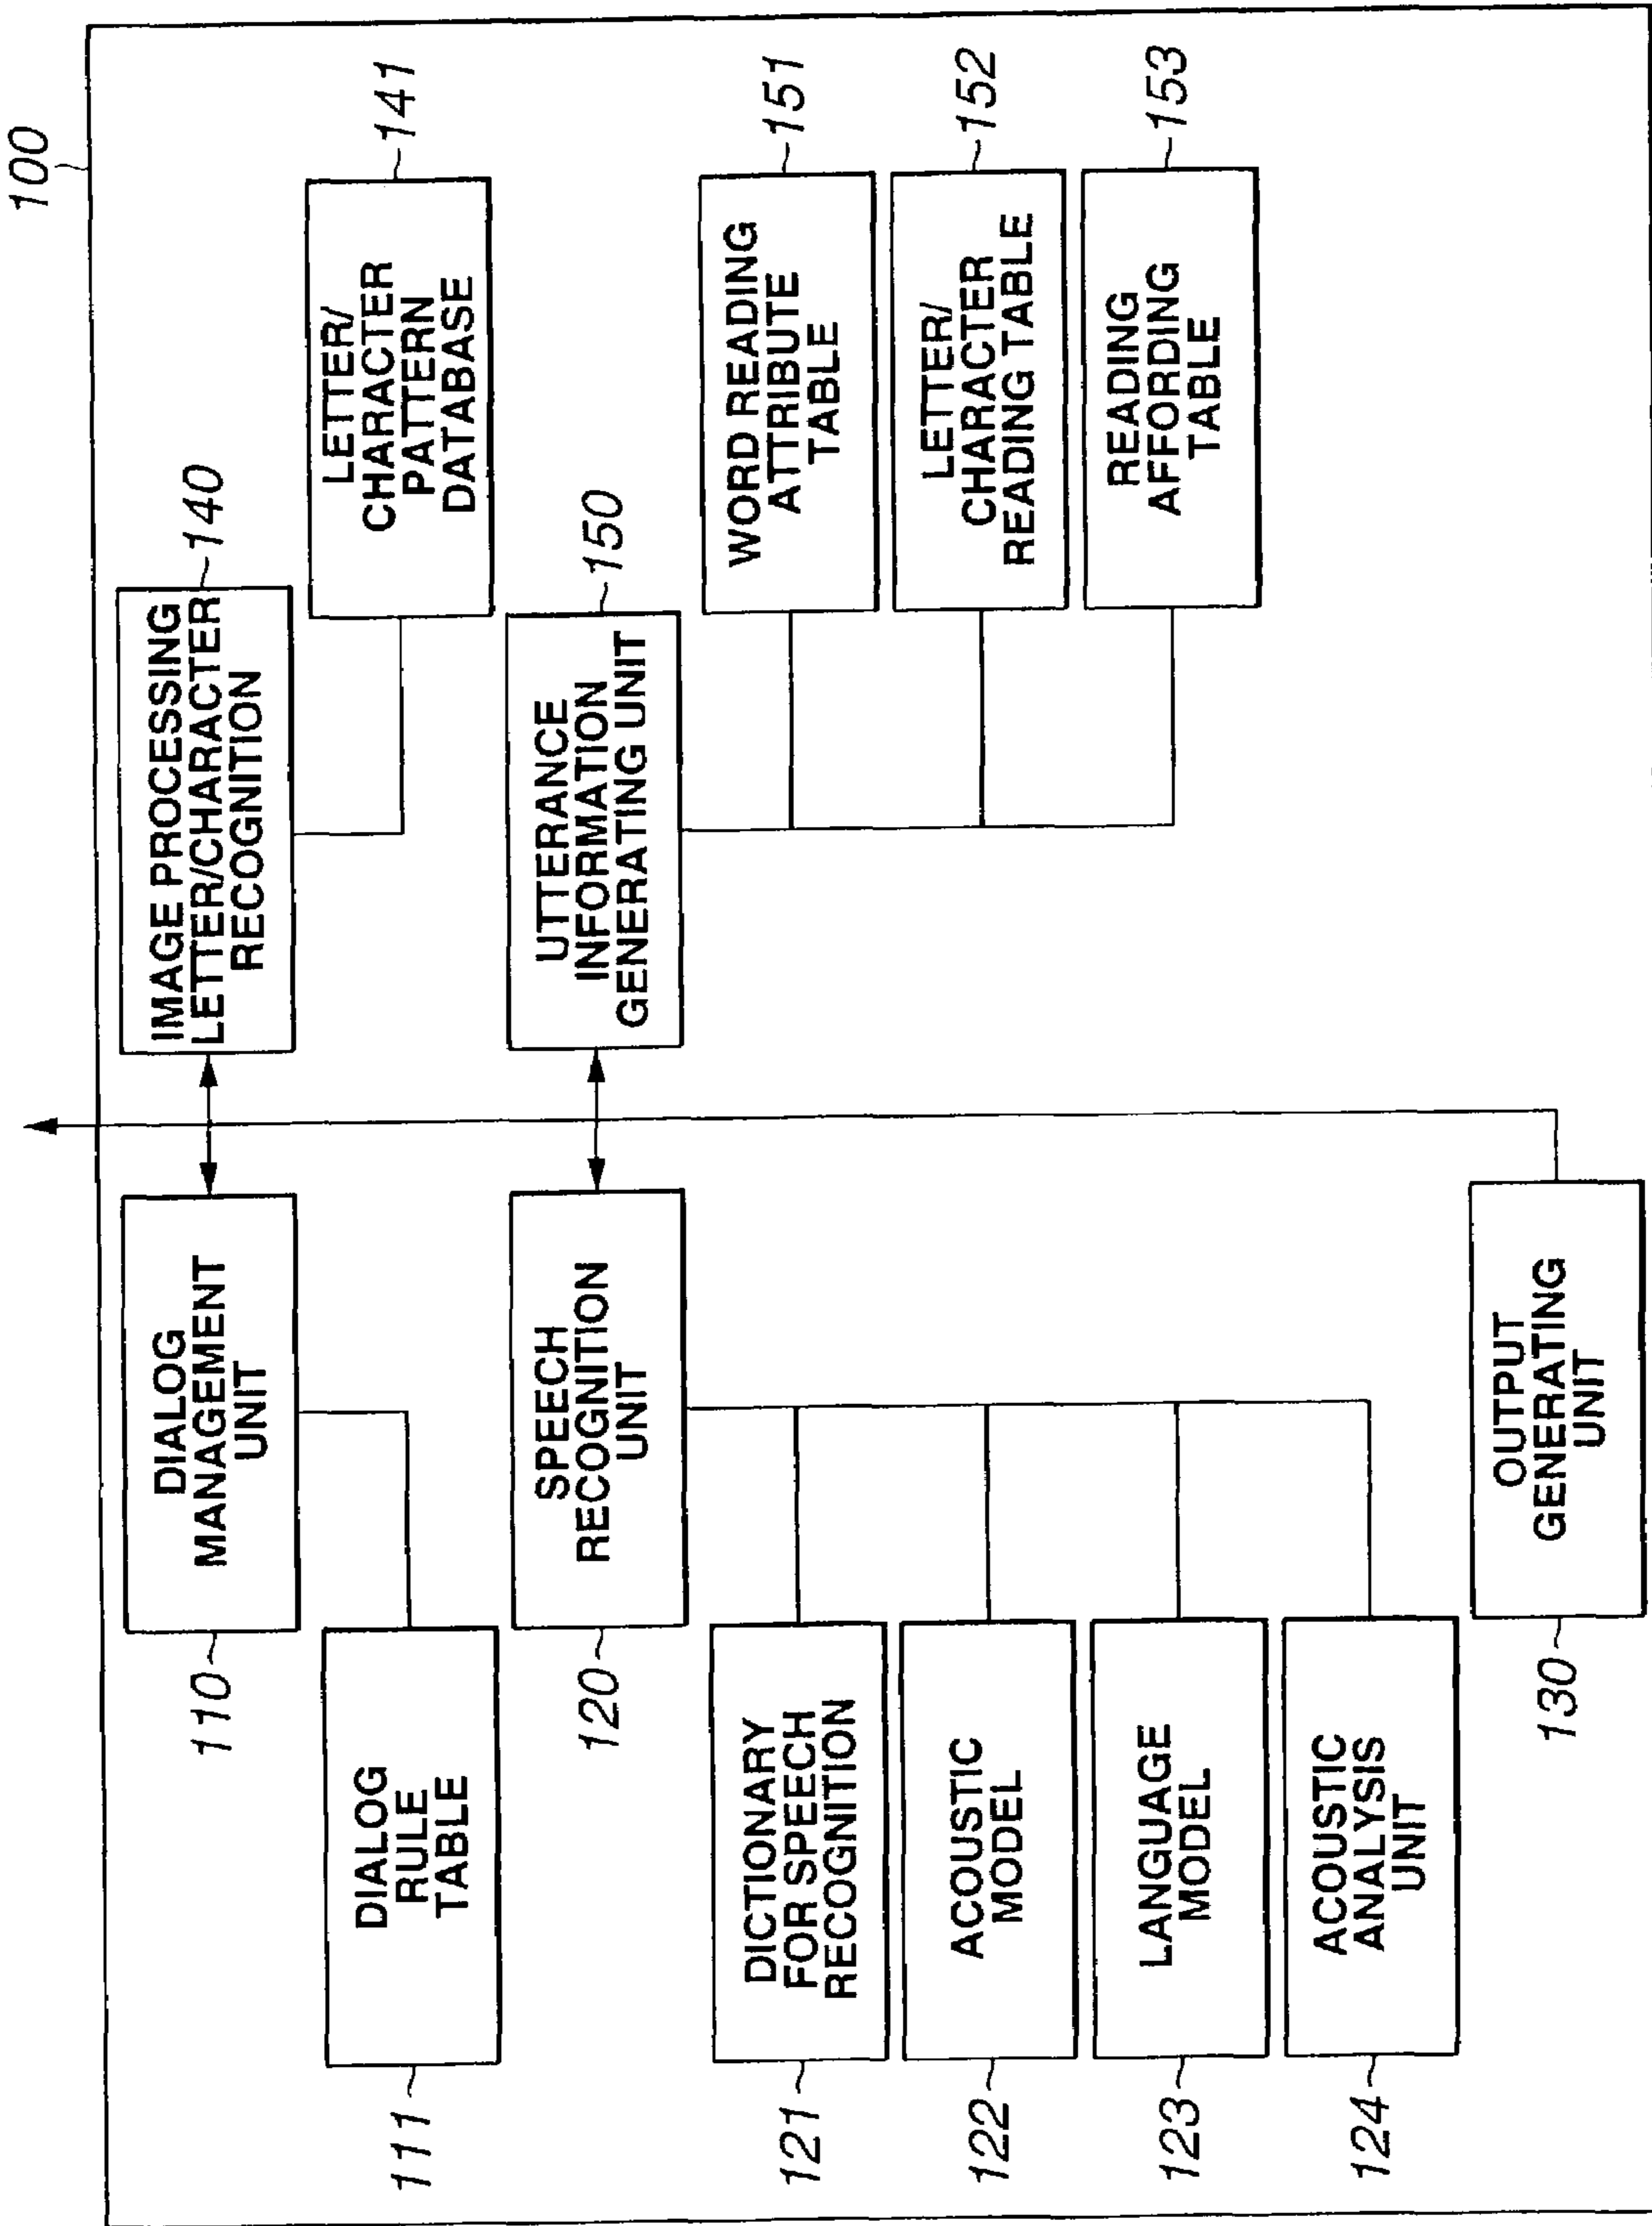 100
DIALOG
MANAGEMENT
UNIT
110
DIALOG
RULE
TABLE
111
SPEECH
RECOGNITION
UNIT
120
DICTIONARY
FOR SPEECH
RECOGNITION
121
ACOUSTIC
MODEL
122
LANGUAGE
MODEL
123
ACOUSTIC
ANALYSIS
UNIT
124
OUTPUT
GENERATING
UNIT
130
IMAGE PROCESSING
LETTER/CHARACTER
RECOGNITION
140
LETTER/
CHARACTER
PATTERN
DATABASE
141
UTTERANCE
INFORMATION
GENERATING UNIT
150
WORD READING
ATTRIBUTE
TABLE
151
LETTER/
CHARACTER
READING TABLE
152
READING
AFFORDING
TABLE
153